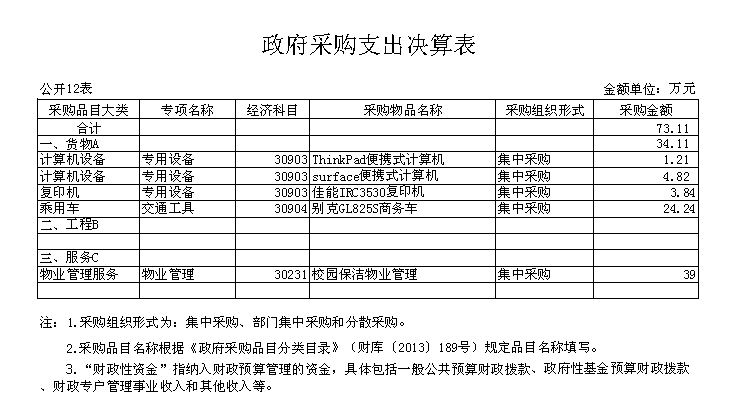 政府采购支出决算表
公开12表 金额单位：万元
采购品目大类 专项名称 经济科目 采购物品名称 采购组织形式 采购金额
合计 73.11
一、货物A 34.11
计算机设备 专用设备 30903 ThinkPad便携式计算机 集中采购 1.21
计算机设备 专用设备 30903 surface便携式计算机 集中采购 4.82
复印机 专用设备 30903 佳能IRC3530复印机 集中采购 3.84
乘用车 交通工具 30904 别克GL825S商务车 集中采购 24.24
二、工程B
三、服务C
物业管理服务 物业管理 30231 校园保洁物业管理 集中采购 39
注：1.采购组织形式为：集中采购、部门集中采购和分散采购。
2.采购品目名称根据《政府采购品目分类目录》（财库〔2013〕189号）规定品目名称填写。
3.“财政性资金”指纳入财政预算管理的资金，具体包括一般公共预算财政拨款、政府性基金预算财政拨款
、财政专户管理事业收入和其他收入等。